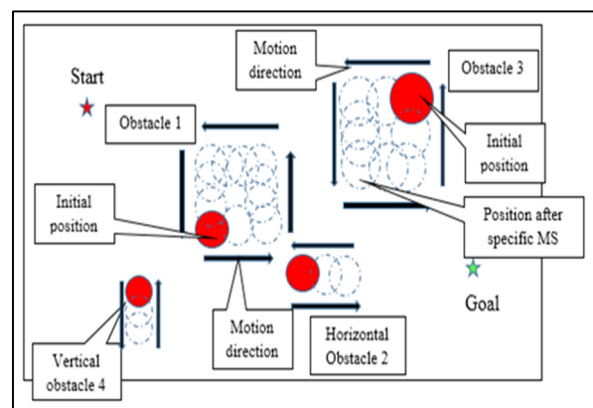 Motion
direction
Obstacle 3
Start
Obstacle 1
Initial
position
Initial
position
Position after
specific MS
Goal
Motion
direction
Horizontal
Obstacle 2
Vertical
obstacle 4